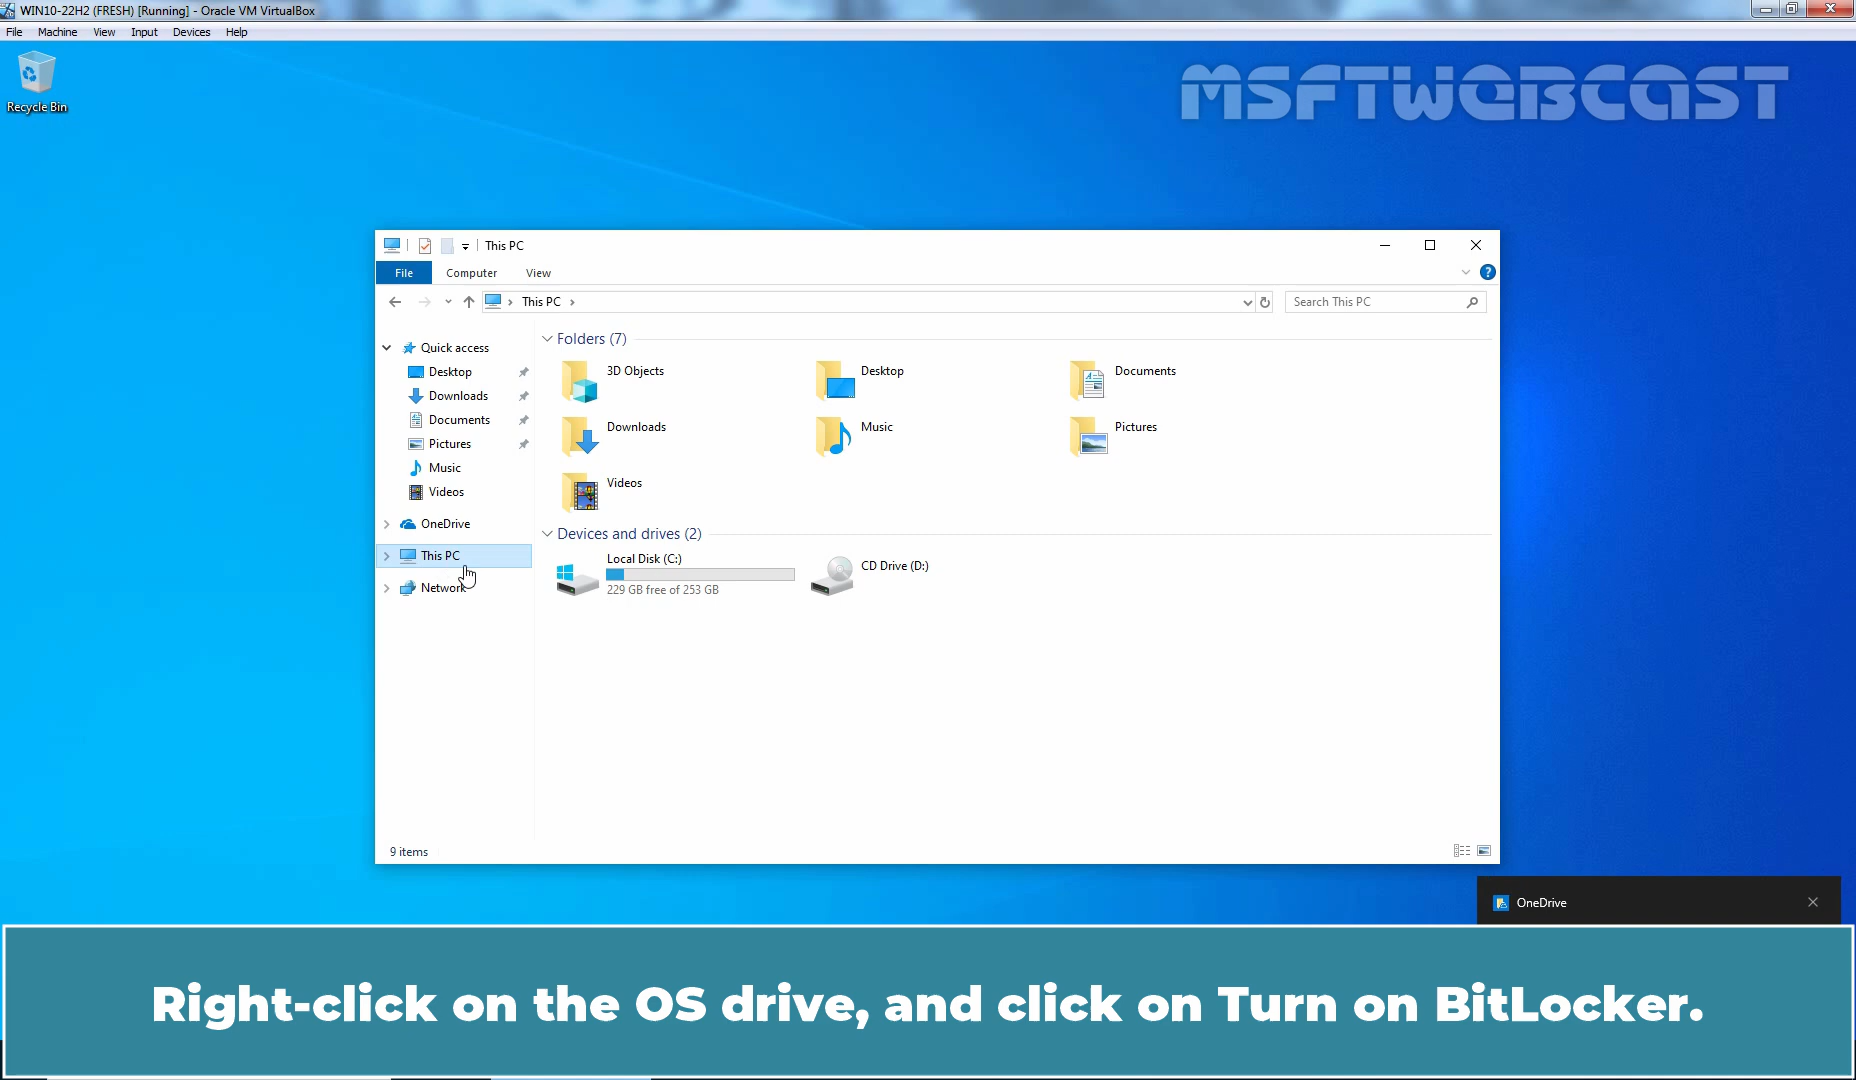 WIN10-22H2 (FRESH) [Running] - Oracle VM VirtualBox
File Machine View Input Devices Help
Recycle Bin
MSFTWEBCAST
This PC
File Computer View
This PC
Search This PC
Quick access
Desktop
Downloads
Documents
Pictures
Music
Videos
OneDrive
This PC
Network
Folders (7)
3D Objects
Desktop
Documents
Downloads
Music
Pictures
Videos
Devices and drives (2)
Local Disk (C:)
229 GB free of 253 GB
CD Drive (D:)
9 items
OneDrive
Right-click on the OS drive, and click on Turn on BitLocker.